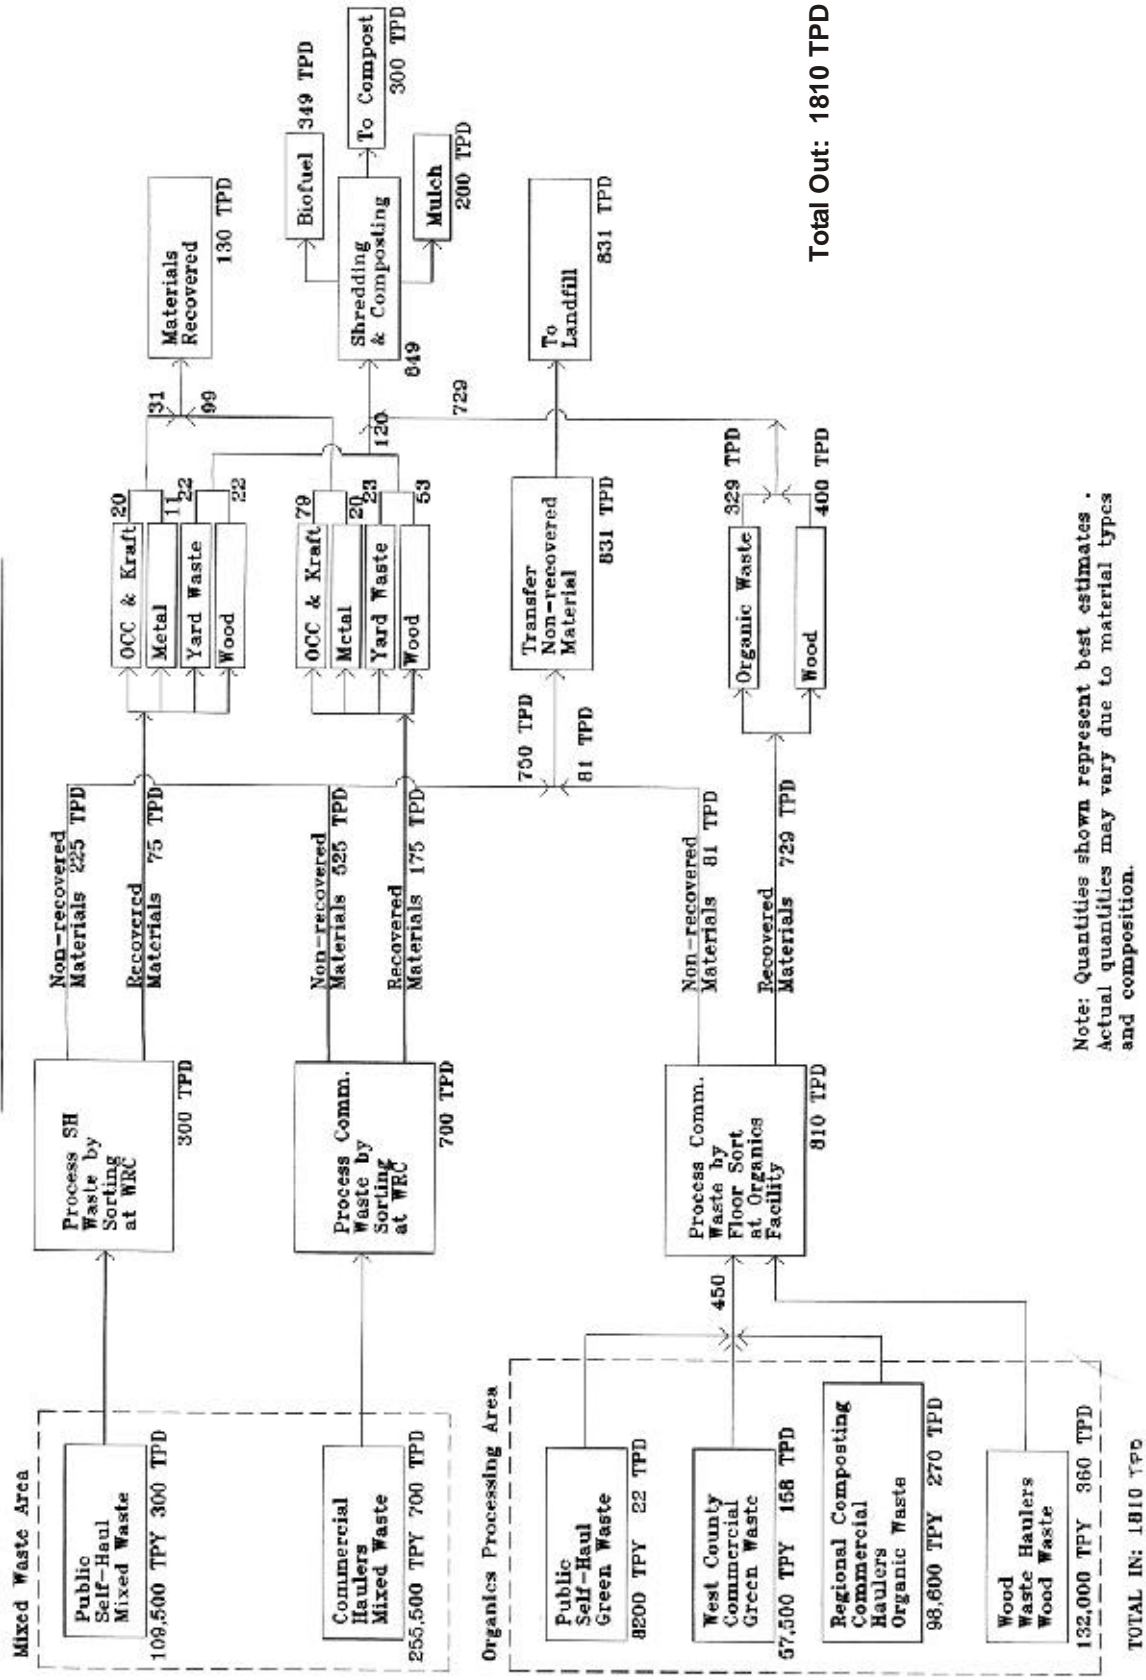 Mixed Waste Area
Public
Self-Haul
Mixed Waste
109,500 TPY 300 TPD
Commercial
Haulers
Mixed Waste
255,500 TPY 700 TPD
Process SH
Waste by
Sorting
at WRC
300 TPD
Process Comm.
Waste by
Sorting
at WRC
700 TPD
Non-recovered
Materials 225 TPD
Recovered
Materials 75 TPD
Non-recovered
Materials 525 TPD
Recovered
Materials 175 TPD
OCC & Kraft
20
Metal
11
Yard Waste
22
Wood
22
OCC & Kraft
79
Metal
20
Yard Waste
23
Wood
53
31
99
120
729
Materials
Recovered
130 TPD
Shredding
& Composting
849
Biofuel
349 TPD
To Compost
300 TPD
Mulch
200 TPD
750 TPD
81 TPD
Transfer
Non-recovered
Material
831 TPD
To
Landfill
831 TPD
Organics Processing Area
Public
Self-Haul
Green Waste
8200 TPY 22 TPD
West County
Commercial
Green Waste
57,500 TPY 158 TPD
Regional Composting
Commercial
Haulers
Organic Waste
98,600 TPY 270 TPD
Wood
Waste Haulers
Wood Waste
132,000 TPY 360 TPD
450
Process Comm.
Waste by
Floor Sort
at Organics
Facility
810 TPD
Non-recovered
Materials 81 TPD
Recovered
Materials 729 TPD
Organic Waste
329 TPD
Wood
400 TPD
TOTAL IN: 1810 TPD
Total Out: 1810 TPD
Note: Quantities shown represent best estimates .
Actual quantities may vary due to material types
and composition.